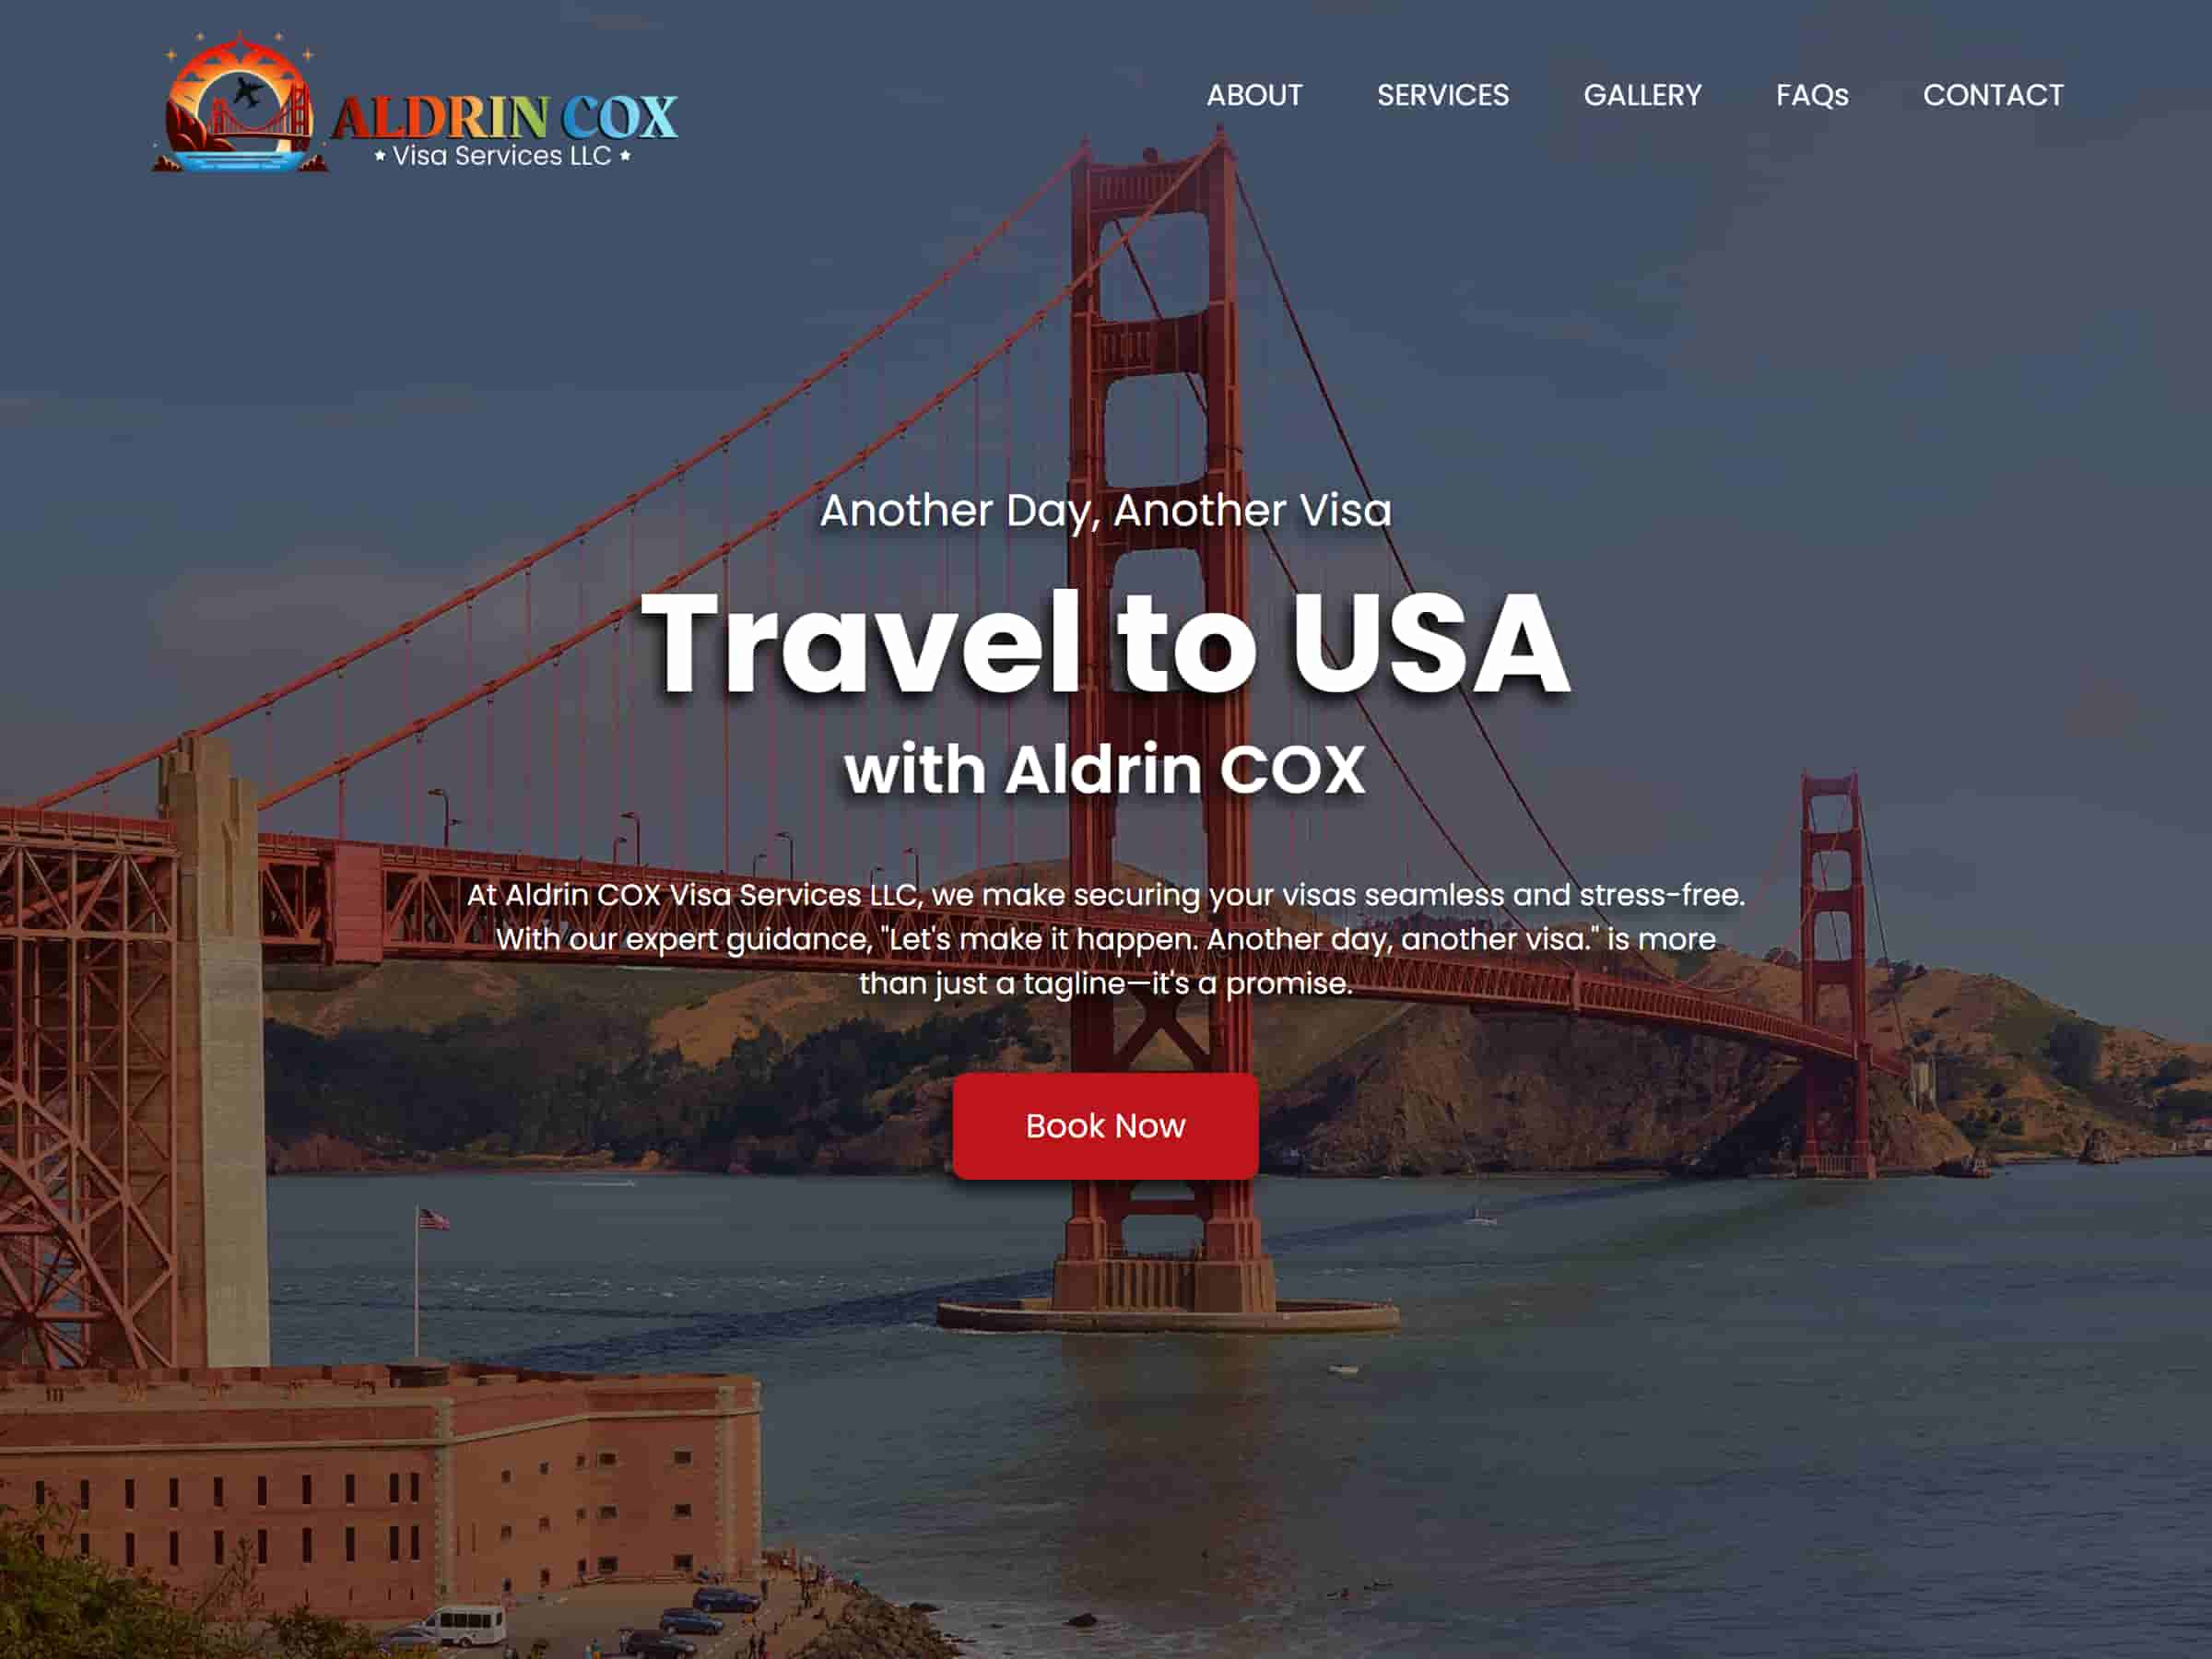 ALDRIN COX
Visa Services LLC
ABOUT
SERVICES
GALLERY
FAQs
CONTACT
Another Day, Another Visa
Travel to USA
with Aldrin COX
At Aldrin COX Visa Services LLC, we make securing your visas seamless and stress-free.
With our expert guidance, "Let's make it happen. Another day, another visa." is more
than just a tagline—it's a promise.
Book Now